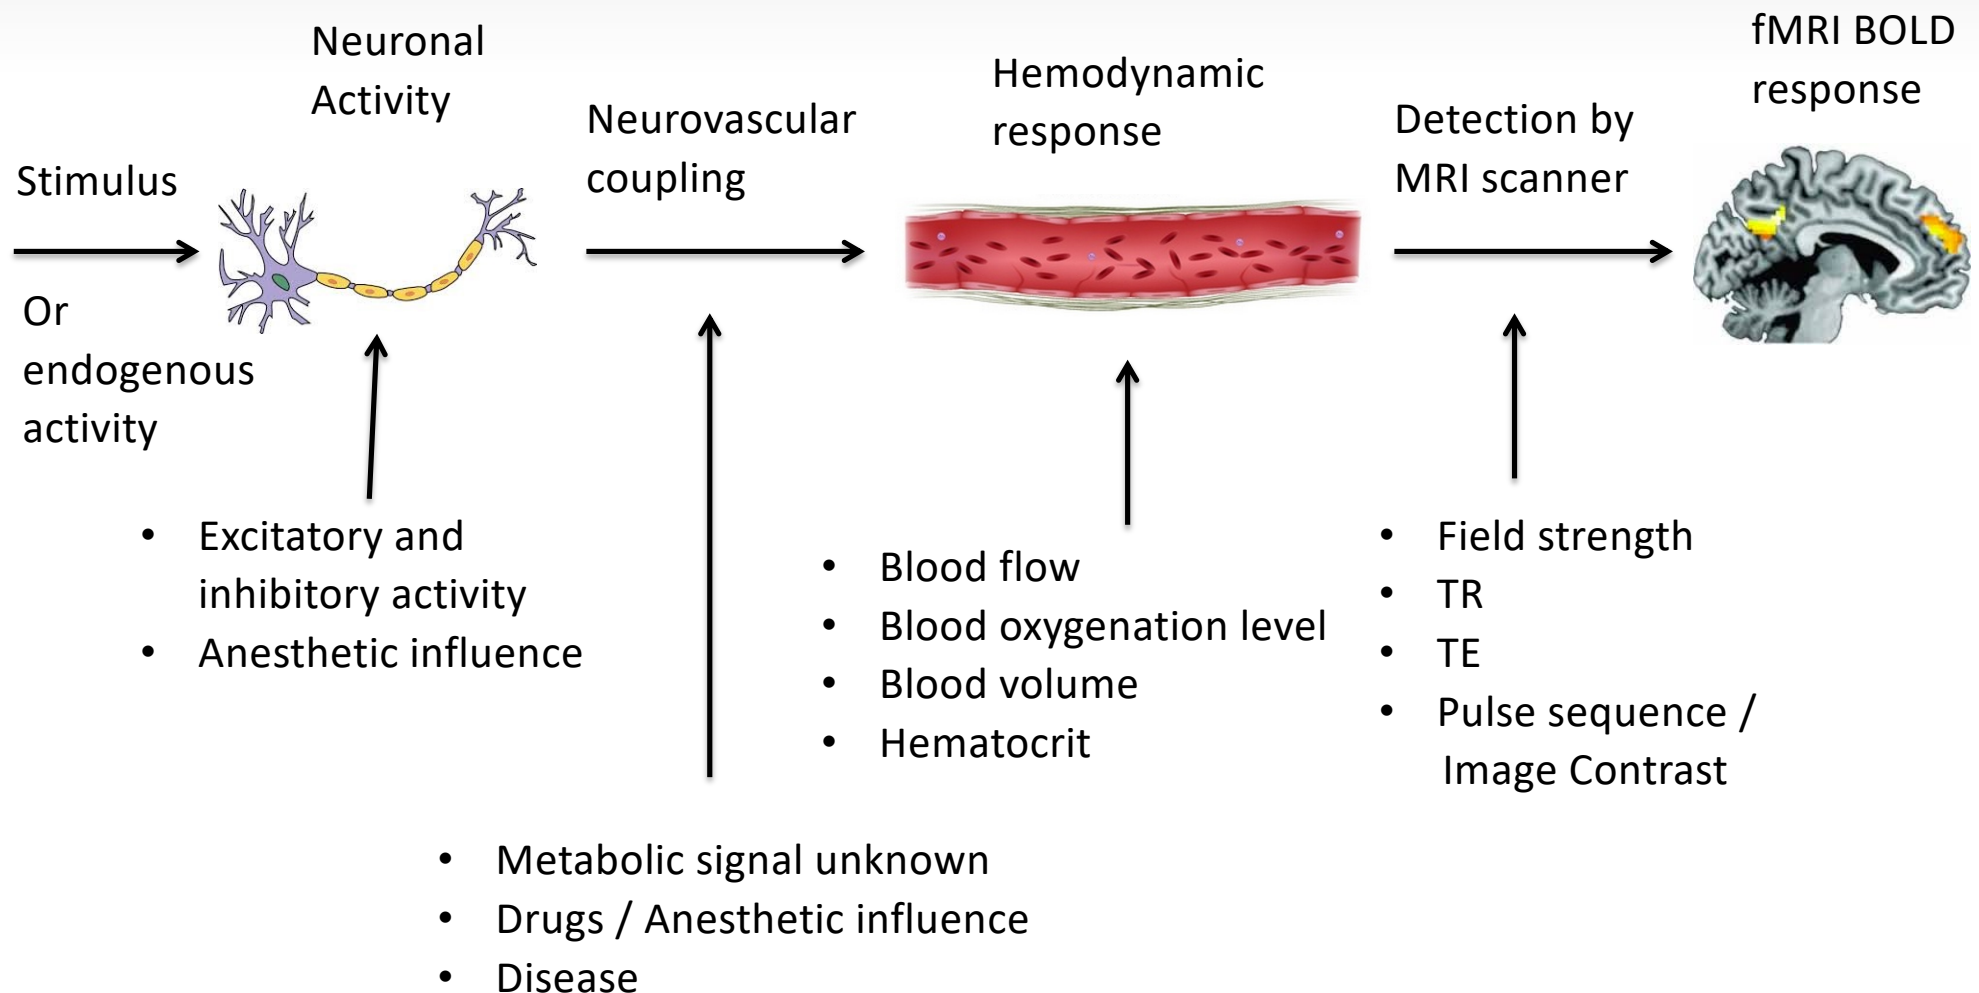 Stimulus
Or
endogenous
activity
Neuronal
Activity
• Excitatory and
inhibitory activity
• Anesthetic influence
Neurovascular
coupling
• Metabolic signal unknown
• Drugs / Anesthetic influence
• Disease
Hemodynamic
response
• Blood flow
• Blood oxygenation level
• Blood volume
• Hematocrit
Detection by
MRI scanner
• Field strength
• TR
• TE
• Pulse sequence /
Image Contrast
fMRI BOLD
response